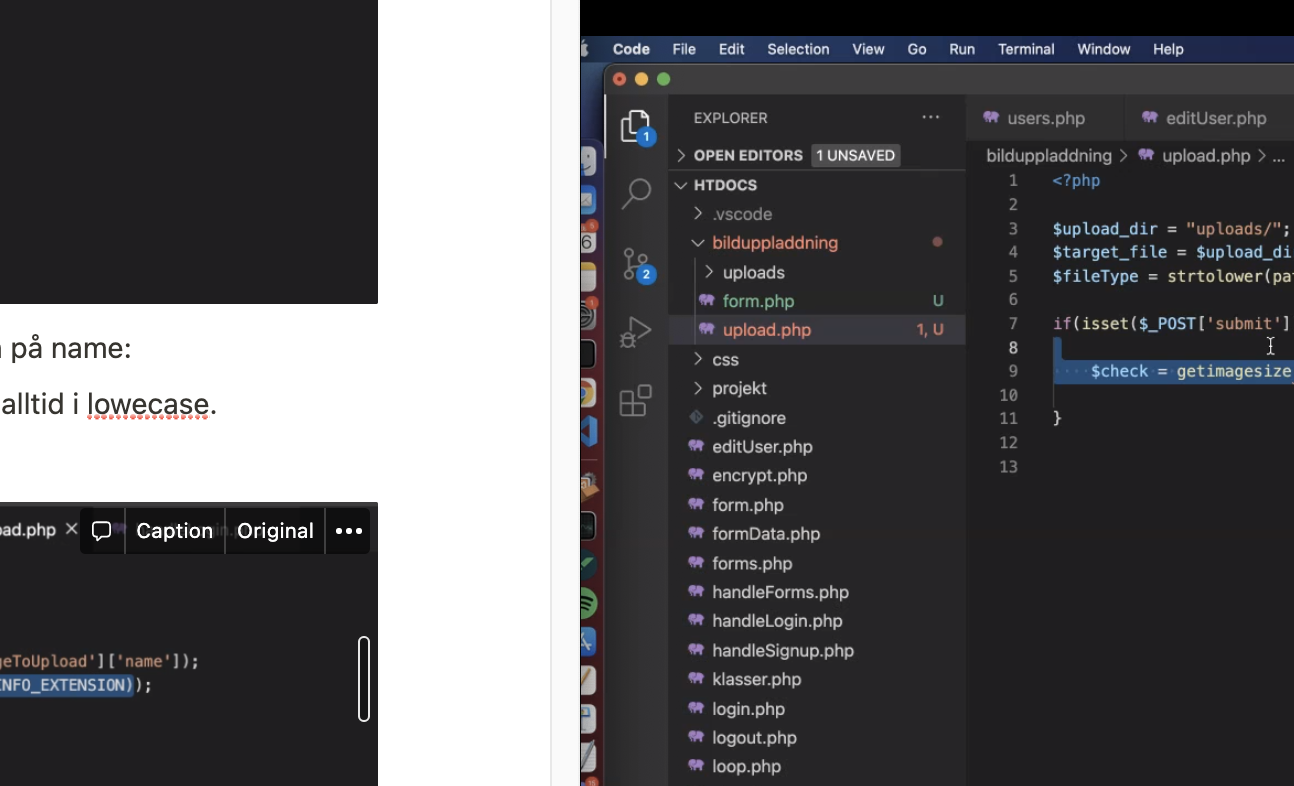 på name:
alltid i lowecase.
oad.php ×
Caption
Original
•••
geToUpload']['name']);
INFO_EXTENSION));
Code File Edit Selection View Go Run Terminal Window Help
EXPLORER
···
1
2
OPEN EDITORS 1 UNSAVED
HTDOCS
.vscode
bilduppladdning
uploads
form.php U
upload.php 1, U
css
projekt
.gitignore
editUser.php
encrypt.php
form.php
formData.php
forms.php
handleForms.php
handleLogin.php
handleSignup.php
klasser.php
login.php
logout.php
loop.php
users.php
editUser.php
bilduppladdning > upload.php > ...
1 <?php
2
3 $upload_dir = "uploads/";
4 $target_file = $upload_di
5 $fileType = strtolower(pa
6
7 if(isset($_POST['submit']
8
9 $check = getimagesize
10
11 }
12
13